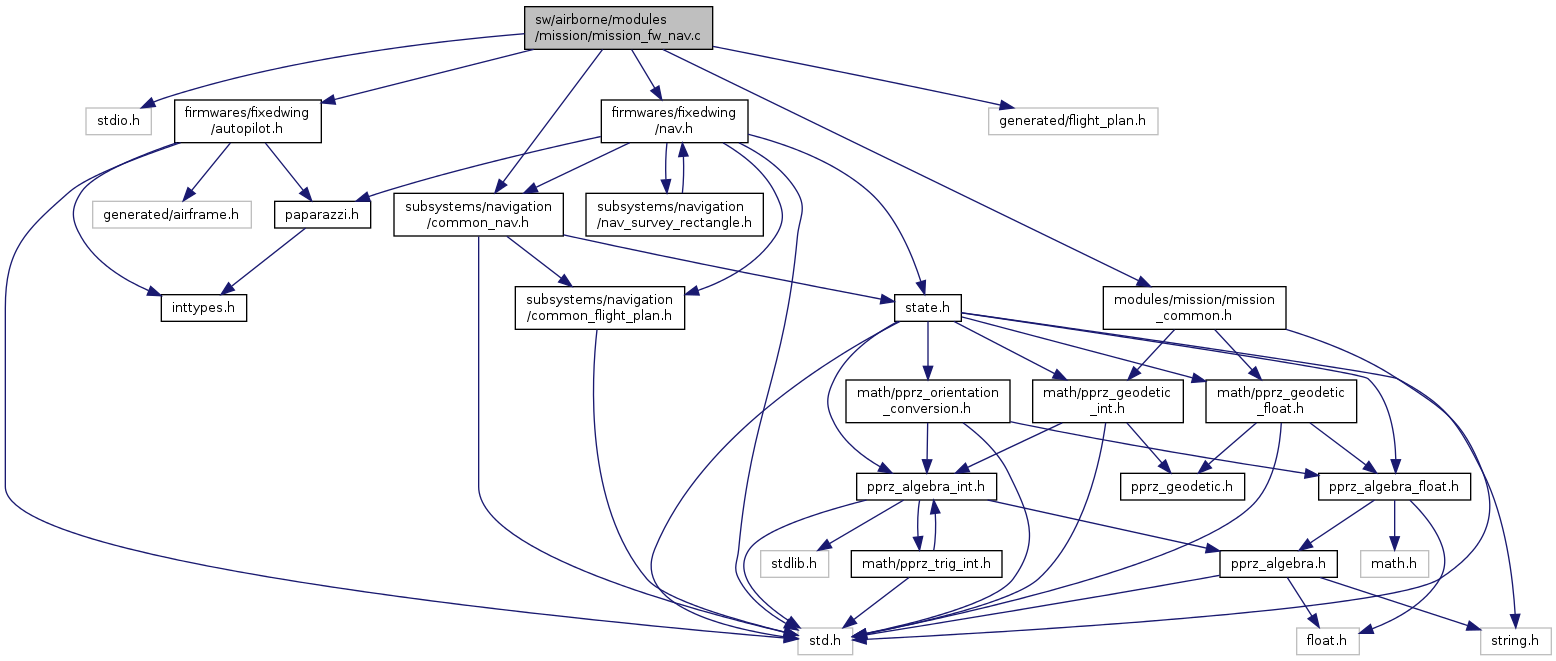 sw/airborne/modules
/mission/mission_fw_nav.c
stdio.h
firmwares/fixedwing
/autopilot.h
firmwares/fixedwing
/nav.h
generated/flight_plan.h
generated/airframe.h
paparazzi.h
subsystems/navigation
/common_nav.h
subsystems/navigation
/nav_survey_rectangle.h
inttypes.h
subsystems/navigation
/common_flight_plan.h
state.h
modules/mission/mission
_common.h
math/pprz_orientation
_conversion.h
math/pprz_geodetic
_int.h
math/pprz_geodetic
_float.h
pprz_algebra_int.h
pprz_geodetic.h
pprz_algebra_float.h
stdlib.h
math/pprz_trig_int.h
pprz_algebra.h
math.h
std.h
float.h
string.h